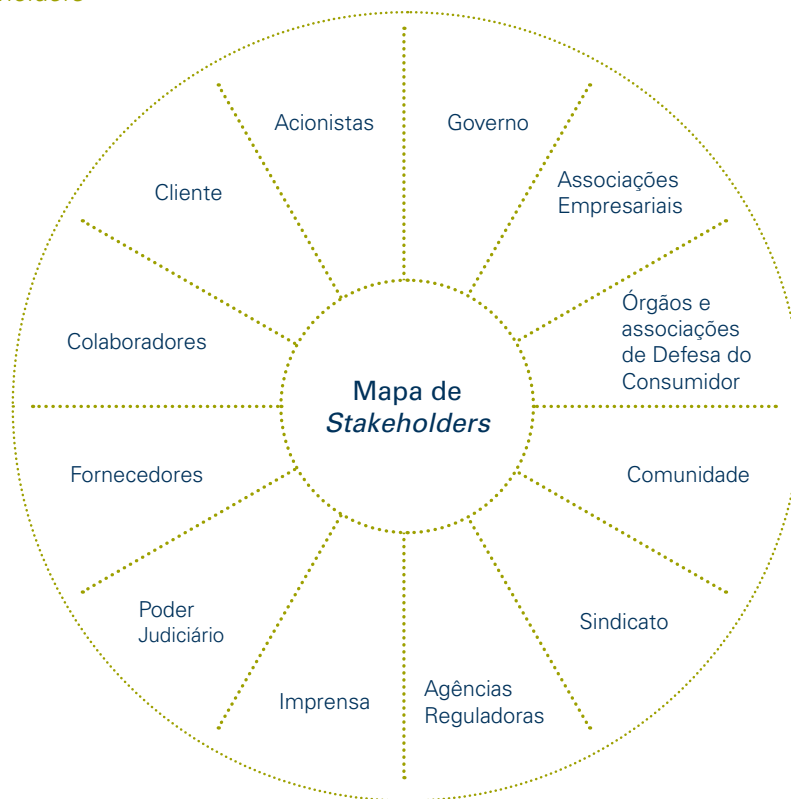 Acionistas
Governo
Cliente
Associações
Empresariais
Colaboradores
Órgãos e
associações
de Defesa do
Consumidor
Mapa de
Stakeholders
Fornecedores
Comunidade
Poder
Judiciário
Sindicato
Imprensa
Agências
Reguladoras